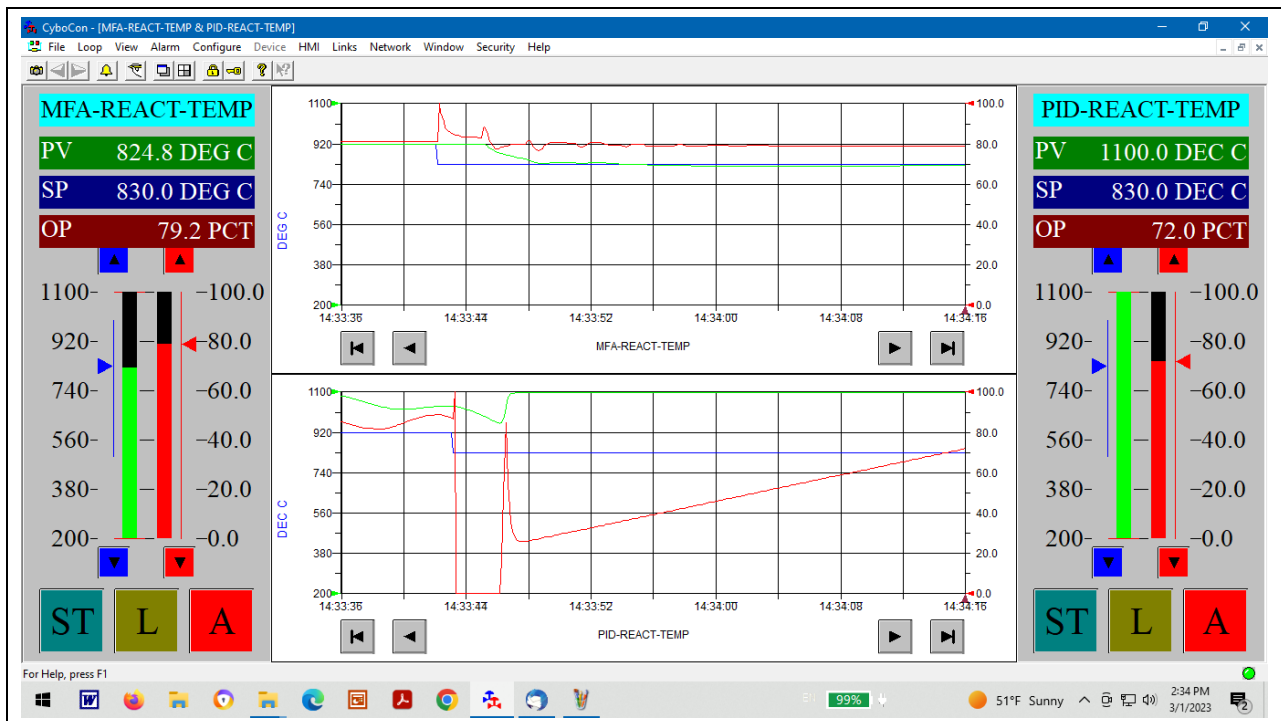 CyboCon - [MFA-REACT-TEMP & PID-REACT-TEMP]
File Loop View Alarm Configure Device HMI Links Network Window Security Help
MFA-REACT-TEMP
PV 824.8 DEG C
SP 830.0 DEG C
OP 79.2 PCT
1100- -100.0
920- -80.0
740- -60.0
560- -40.0
380- -20.0
200- -0.0
ST L A
1100 100.0
920 80.0
740 60.0
560 40.0
380 20.0
200 0.0
DEG C
14:33:36 14:33:44 14:33:52 14:34:00 14:34:08 14:34:16
MFA-REACT-TEMP
1100 100.0
920 80.0
740 60.0
560 40.0
380 20.0
200 0.0
DEC C
14:33:36 14:33:44 14:33:52 14:34:00 14:34:08 14:34:16
PID-REACT-TEMP
PID-REACT-TEMP
PV 1100.0 DEC C
SP 830.0 DEC C
OP 72.0 PCT
1100- -100.0
920- -80.0
740- -60.0
560- -40.0
380- -20.0
200- -0.0
ST L A
For Help, press F1
99%
51°F Sunny
2:34 PM
3/1/2023
2